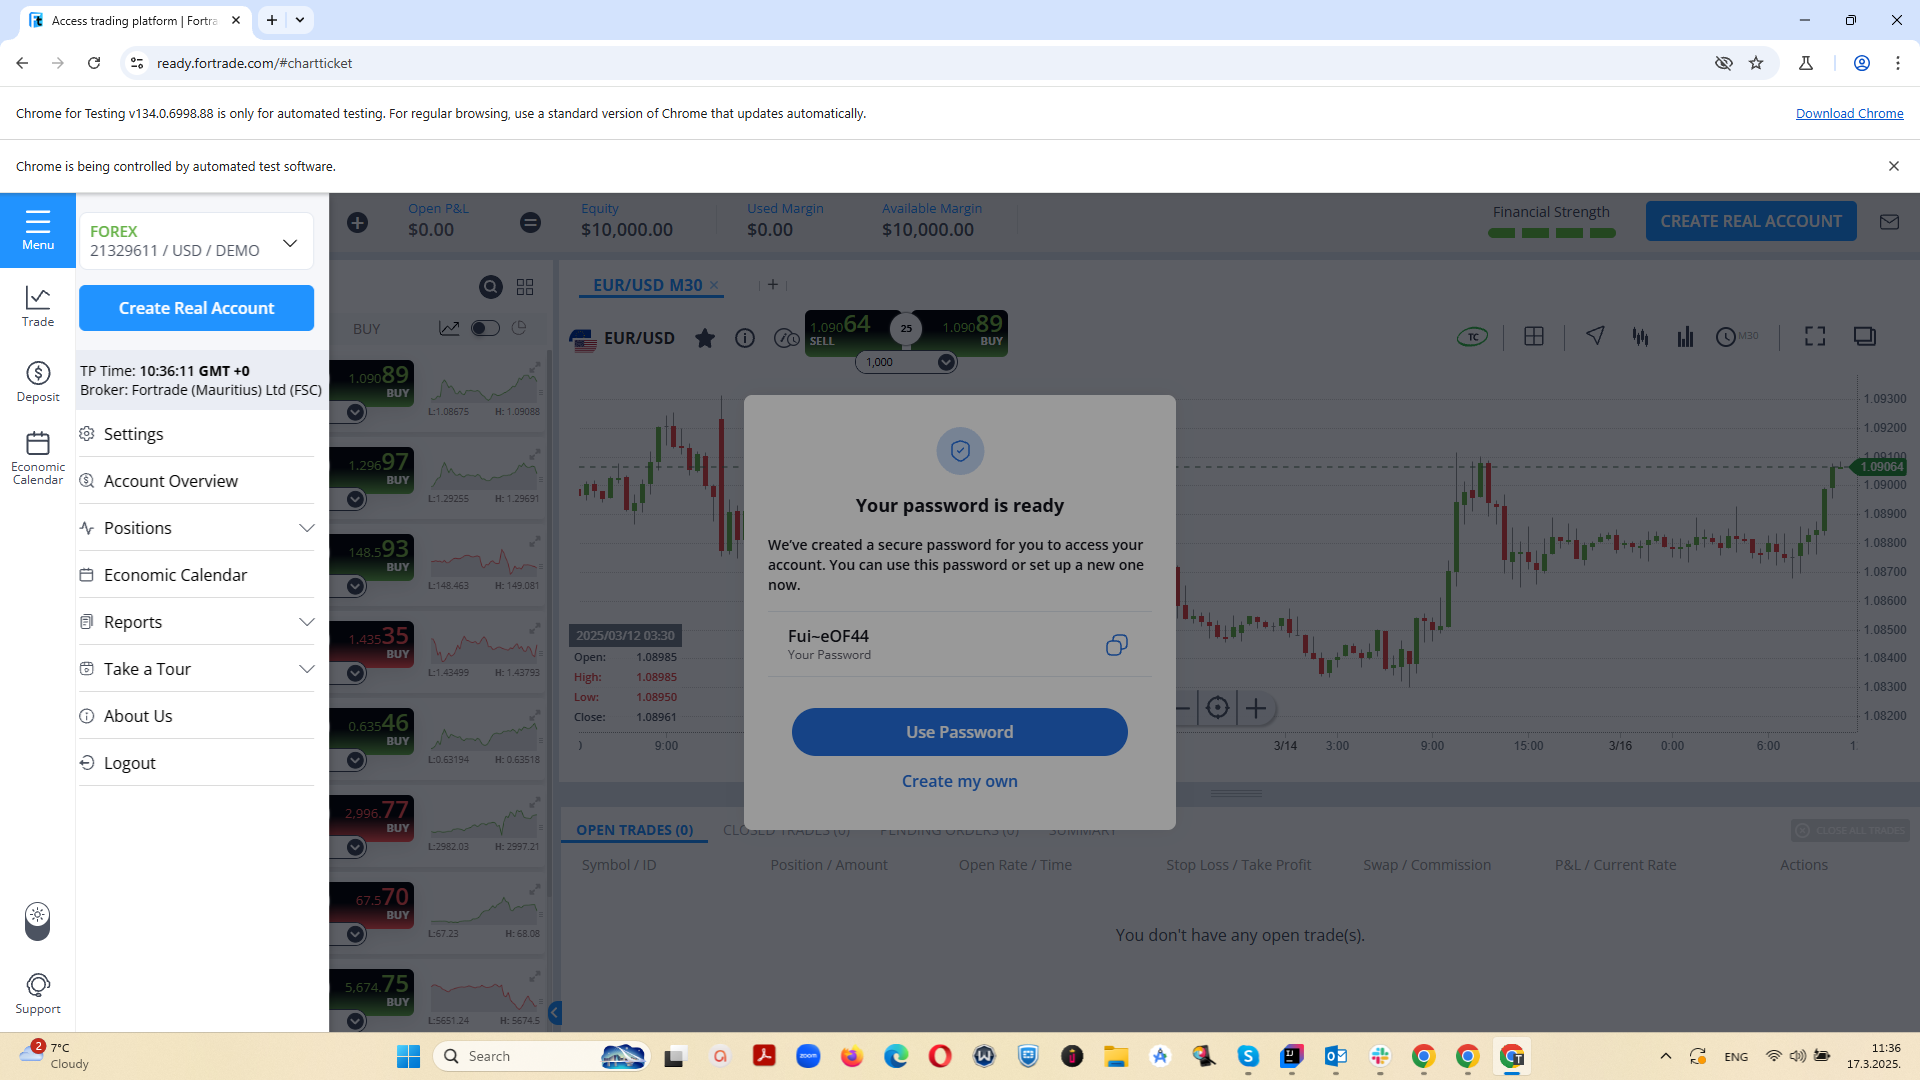 Access trading platform | Fortra
ready.fortrade.com/#chartticket
Chrome for Testing v134.0.6998.88 is only for automated testing. For regular browsing, use a standard version of Chrome that updates automatically.
Download Chrome
Chrome is being controlled by automated test software.
Menu
Trade
Deposit
Economic
Calendar
Support
FOREX
21329611 / USD / DEMO
Create Real Account
TP Time: 10:36:11 GMT +0
Broker: Fortrade (Mauritius) Ltd (FSC)
Settings
Account Overview
Positions
Economic Calendar
Reports
Take a Tour
About Us
Logout
Open P&L
$0.00
Equity
$10,000.00
Used Margin
$0.00
Available Margin
$10,000.00
Financial Strength
CREATE REAL ACCOUNT
BUY
1.09089
BUY
L:1.08675 H: 1.09088
1.29697
BUY
L:1.29255 H: 1.29691
148.593
BUY
L:148.463 H: 149.081
1.43535
BUY
L:1.43499 H: 1.43793
0.63546
BUY
L:0.63194 H: 0.63518
2,996.77
BUY
L:2982.03 H: 2997.21
67.570
BUY
L:67.23 H: 68.08
5,674.75
BUY
L:5651.24 H: 5674.5
EUR/USD M30
EUR/USD
1.09064
SELL
25
1.09089
BUY
1,000
TC
M30
1.09300
1.09200
1.09100
1.09064
1.09000
1.08900
1.08800
1.08700
1.08600
1.08500
1.08400
1.08300
1.08200
2025/03/12 03:30
Open: 1.08985
High: 1.08985
Low: 1.08950
Close: 1.08961
9:00
3/14
3:00
9:00
15:00
3/16
0:00
6:00
1.
Your password is ready
We've created a secure password for you to access your
account. You can use this password or set up a new one
now.
Fui~eOF44
Your Password
Use Password
Create my own
OPEN TRADES (0)
CLOSED TRADES (0)
PENDING ORDERS (0)
SUMMARY
CLOSE ALL TRADES
Symbol / ID
Position / Amount
Open Rate / Time
Stop Loss / Take Profit
Swap / Commission
P&L / Current Rate
Actions
You don't have any open trade(s).
2
7°C
Cloudy
Search
zoom
ENG
11:36
17.3.2025.